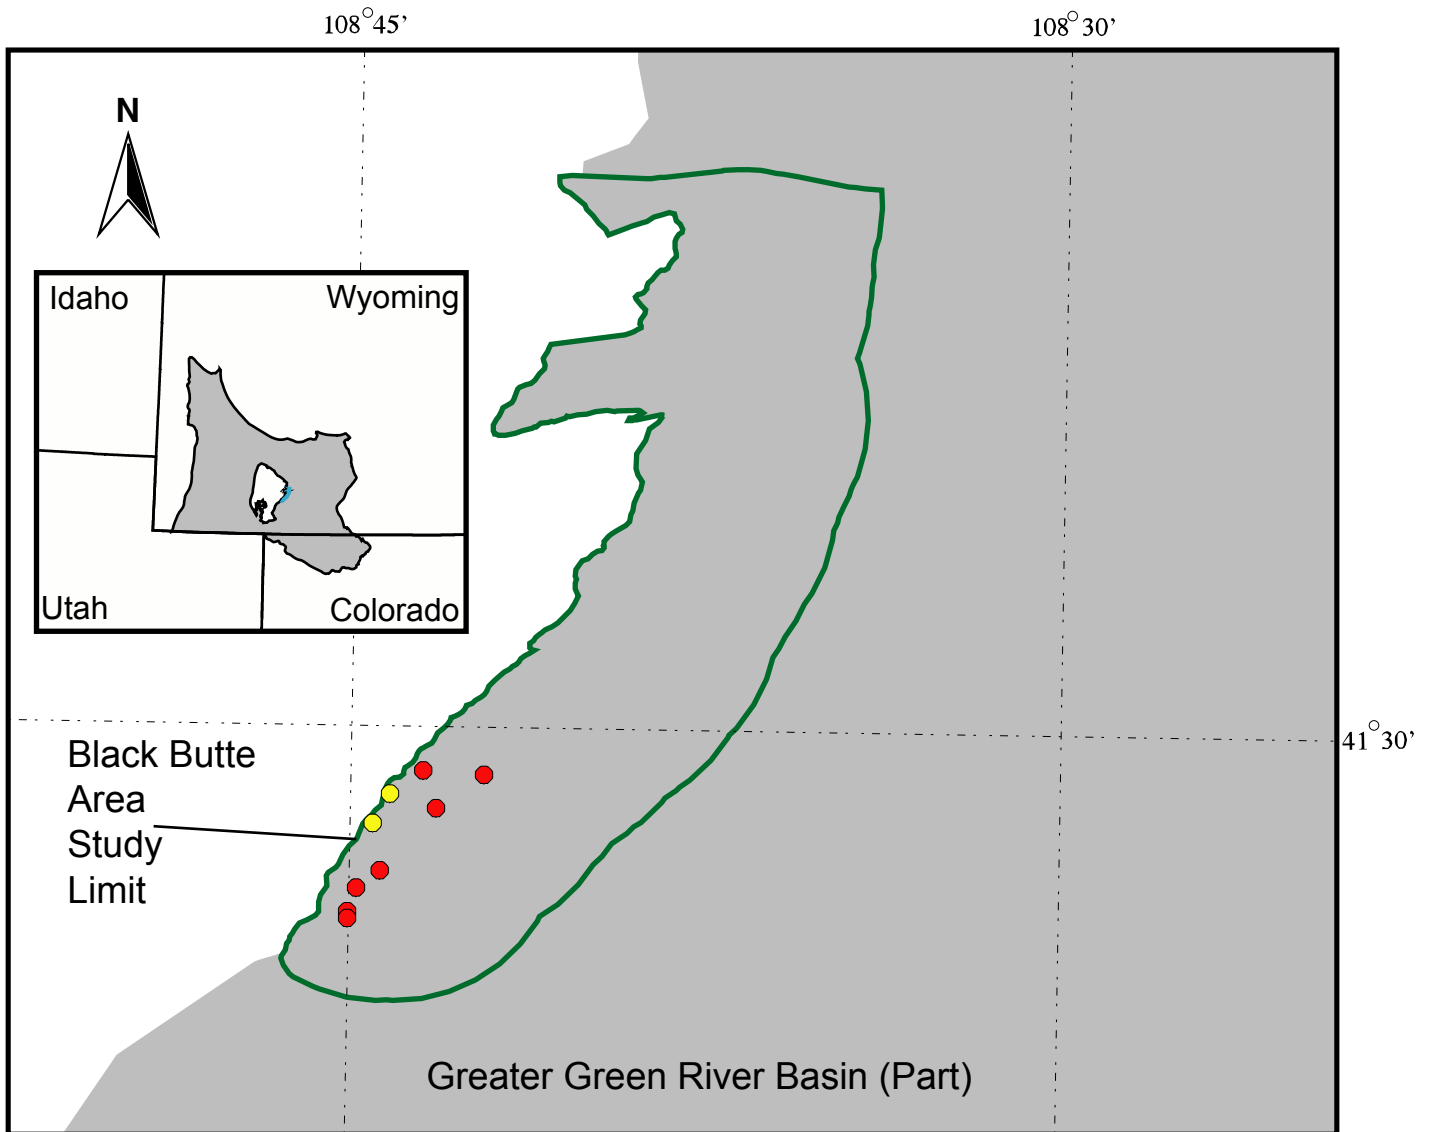 108°45’
108°30’
N
Idaho
Wyoming
Utah
Colorado
41°30’
Black Butte
Area
Study
Limit
Greater Green River Basin (Part)